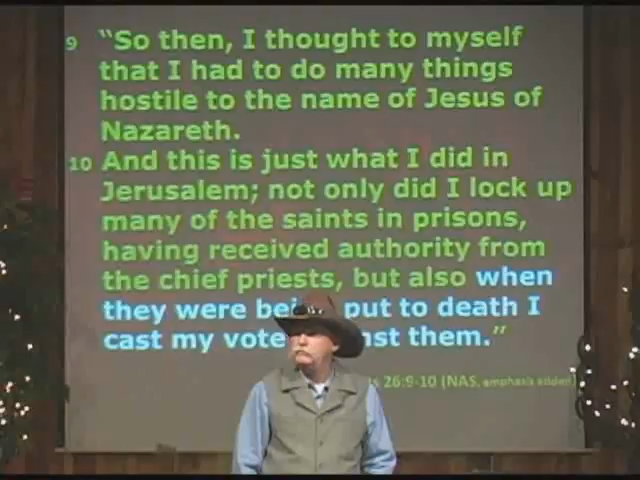 9 “So then, I thought to myself
that I had to do many things
hostile to the name of Jesus of
Nazareth.
10 And this is just what I did in
Jerusalem; not only did I lock up
many of the saints in prisons,
having received authority from
the chief priests, but also when
they were put to death I
cast my vote them.”
26:9-10 (NAS, emphasis added)